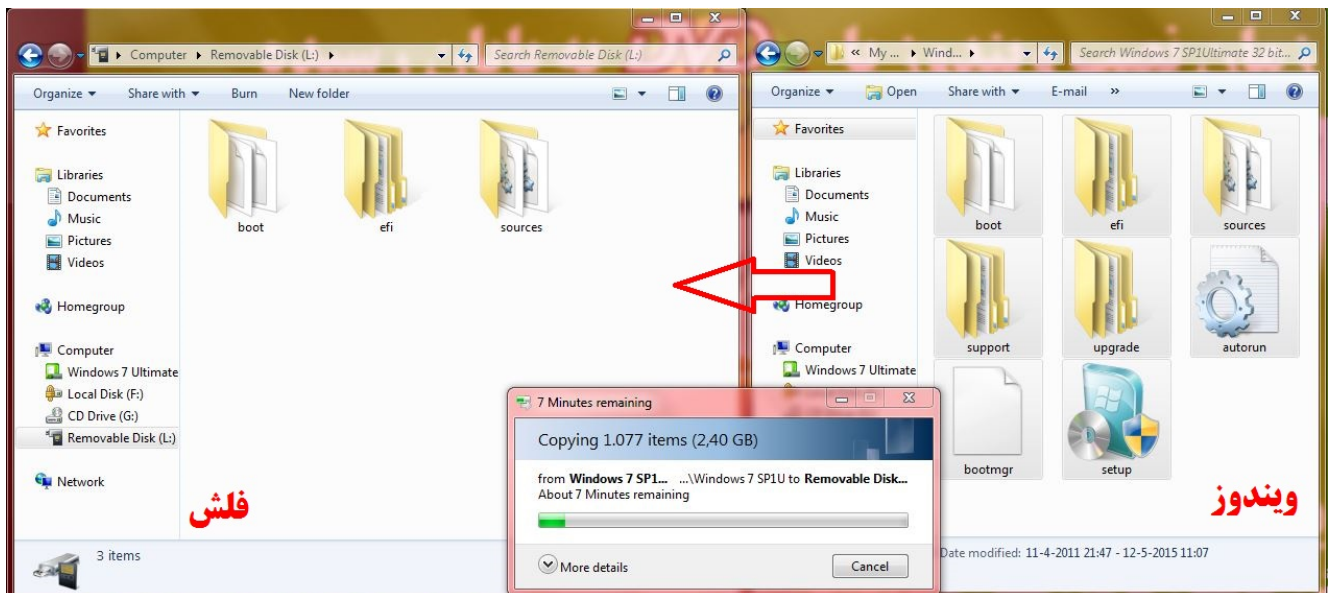 Computer ▸ Removable Disk (L:) ▸
Search Removable Disk (L:)
Organize
Share with
Burn
New folder
Favorites
Libraries
Documents
Music
Pictures
Videos
Homegroup
Computer
Windows 7 Ultimate
Local Disk (F:)
CD Drive (G:)
Removable Disk (L:)
Network
boot
efi
sources
فلش
3 items
« My ... ▸ Wind... ▸
Search Windows 7 SP1Ultimate 32 bit...
Organize
Open
Share with
E-mail
»
Favorites
Libraries
Documents
Music
Pictures
Videos
Homegroup
Computer
Windows 7 Ultimate
boot
efi
sources
support
upgrade
autorun
bootmgr
setup
ویندوز
Date modified: 11-4-2011 21:47 - 12-5-2015 11:07
7 Minutes remaining
Copying 1.077 items (2,40 GB)
from Windows 7 SP1... ...\Windows 7 SP1U to Removable Disk...
About 7 Minutes remaining
More details
Cancel